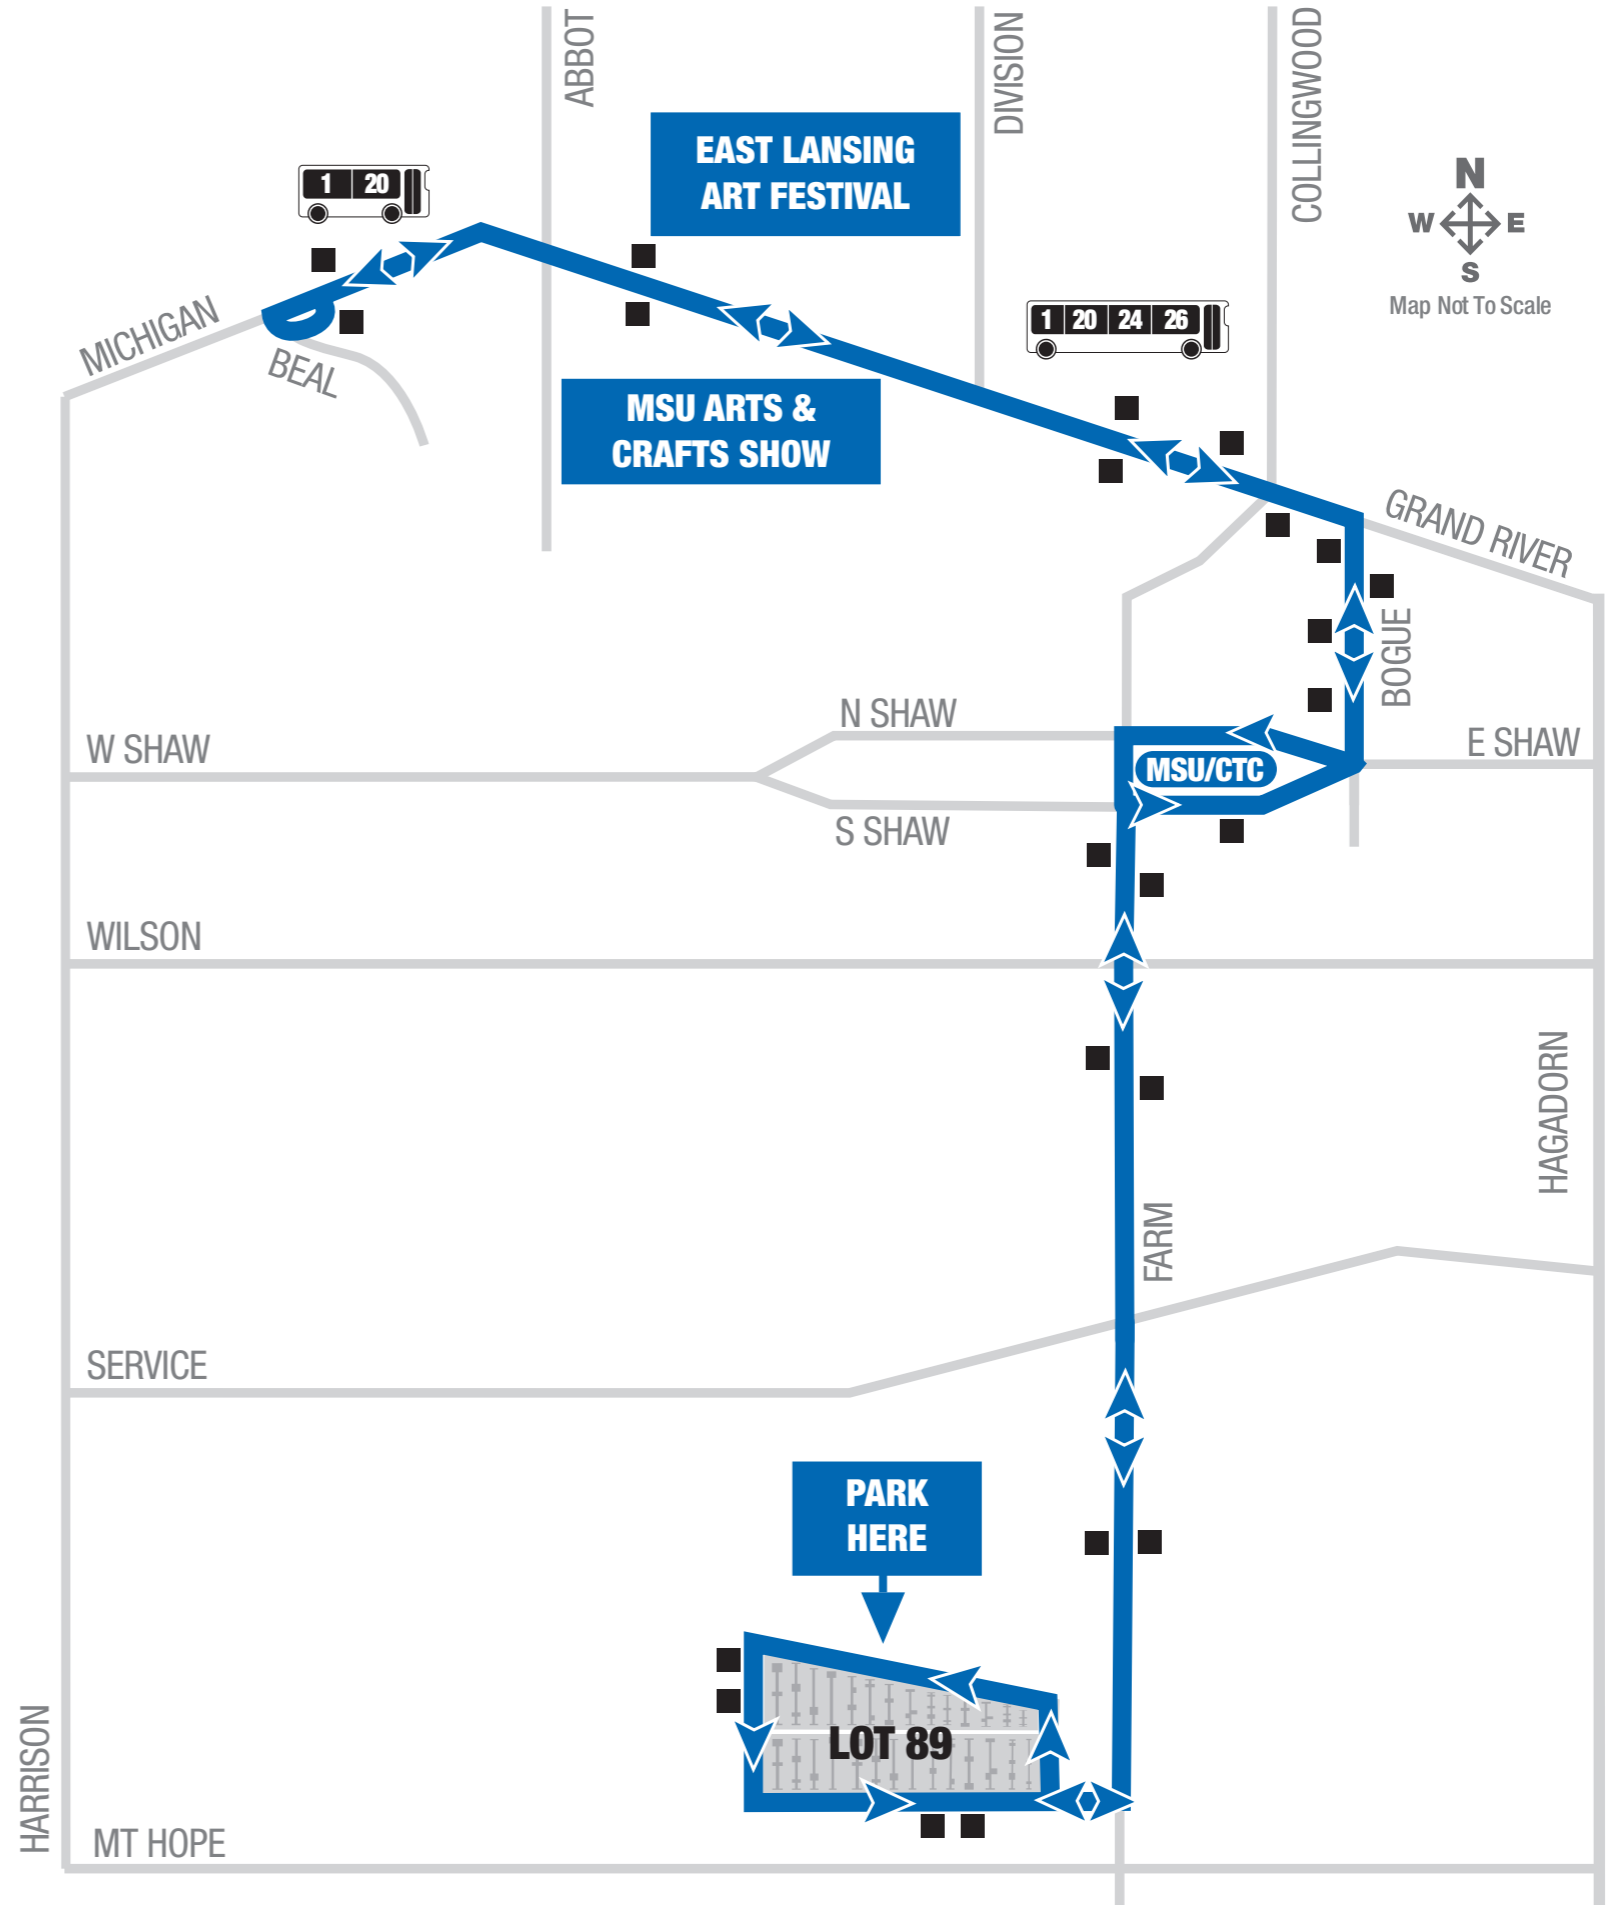 ABBOT
DIVISION
COLLINGWOOD
EAST LANSING
ART FESTIVAL
1 20
N
W E
S
Map Not To Scale
MICHIGAN
BEAL
1 20 24 26
MSU ARTS &
CRAFTS SHOW
GRAND RIVER
BOGUE
N SHAW
W SHAW
E SHAW
MSU/CTC
S SHAW
WILSON
HAGADORN
FARM
SERVICE
PARK
HERE
LOT 89
HARRISON
MT HOPE